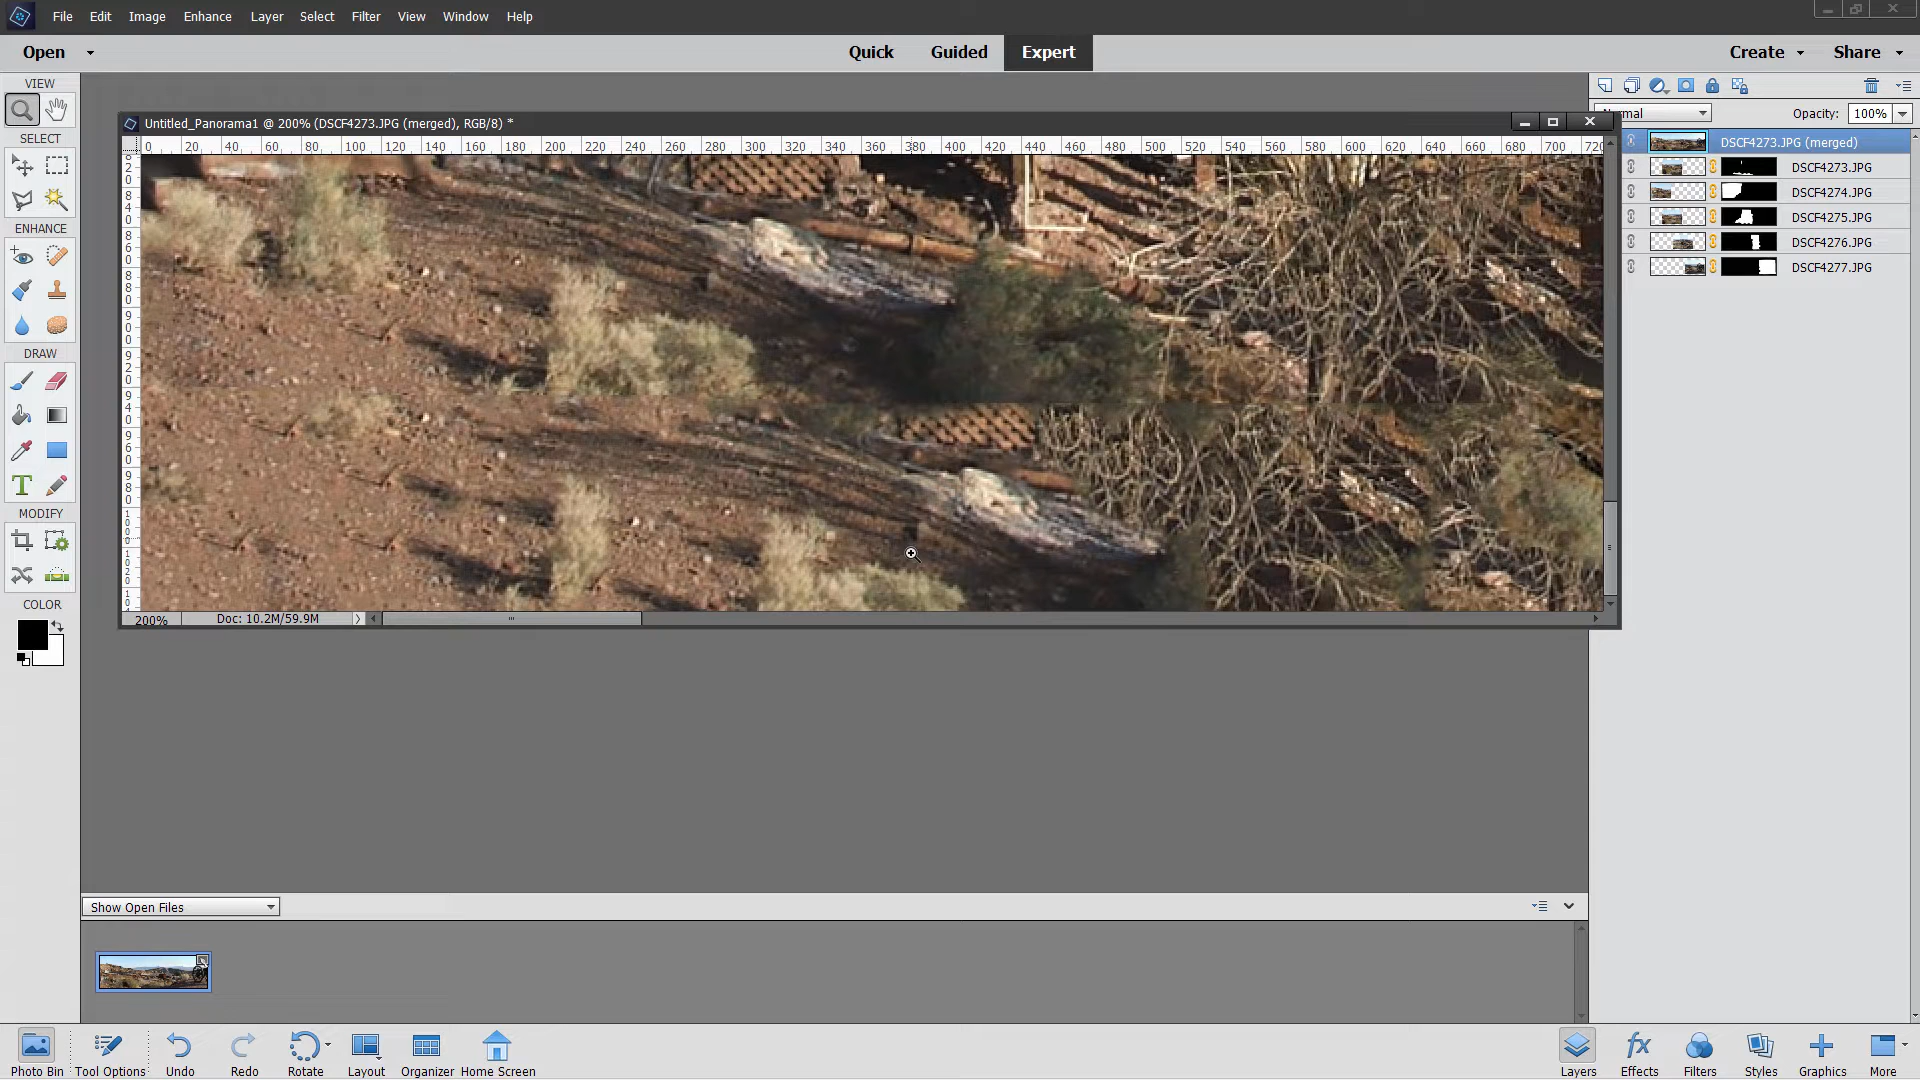 File Edit Image Enhance Layer Select Filter View Window Help
Open Quick Guided Expert Create Share
VIEW
SELECT
ENHANCE
DRAW
MODIFY
COLOR
Untitled_Panorama1 @ 200% (DSCF4273.JPG (merged), RGB/8) *
0 20 40 60 80 100 120 140 160 180 200 220 240 260 280 300 320 340 360 380 400 420 440 460 480 500 520 540 560 580 600 620 640 660 680 700 720
200% Doc: 10.2M/59.9M
Opacity: 100%
DSCF4273.JPG (merged)
DSCF4273.JPG
DSCF4274.JPG
DSCF4275.JPG
DSCF4276.JPG
DSCF4277.JPG
Show Open Files
Photo Bin Tool Options Undo Redo Rotate Layout Organizer Home Screen
Layers Effects Filters Styles Graphics More